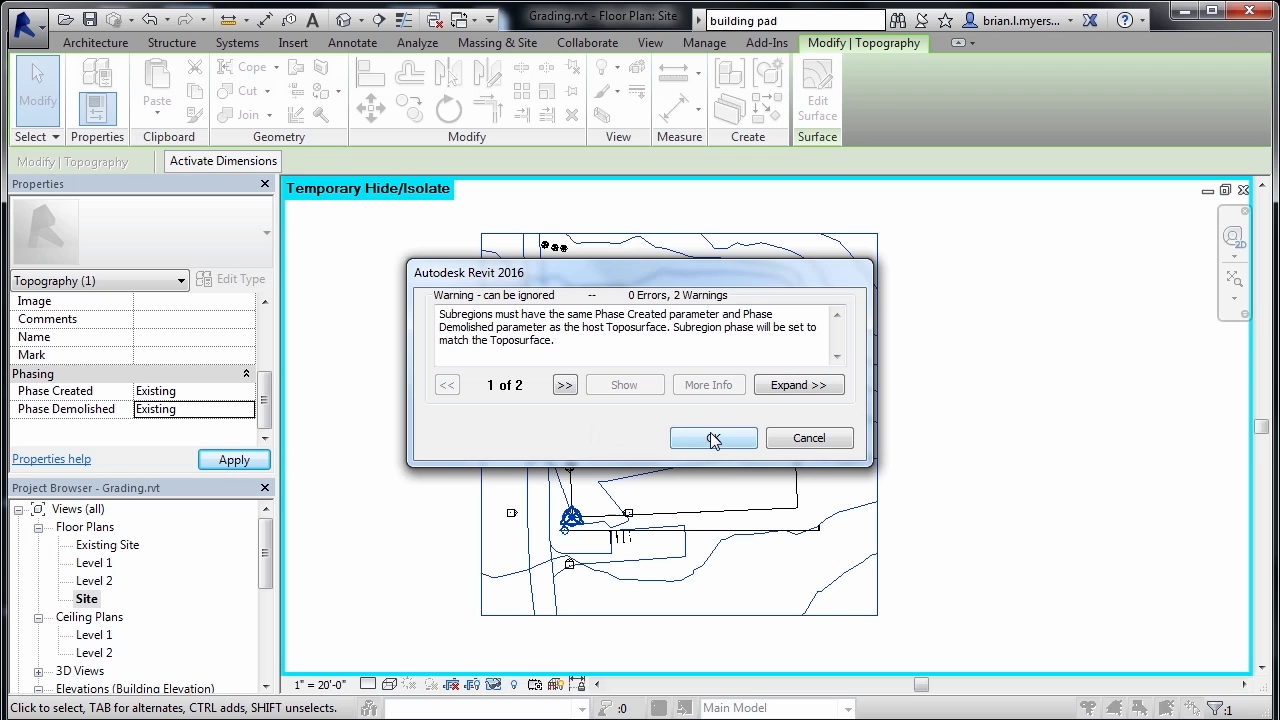 Grading.rvt - Floor Plan: Site
building pad
brian.l.myers...
Architecture Structure Systems Insert Annotate Analyze Massing & Site Collaborate View Manage Add-Ins Modify | Topography
Modify
Paste
Cope
Cut
Join
Edit
Surface
Select Properties Clipboard Geometry Modify View Measure Create Surface
Modify | Topography
Activate Dimensions
Properties
Temporary Hide/Isolate
2D
Topography (1)
Edit Type
Image
Comments
Name
Mark
Phasing
Phase Created Existing
Phase Demolished Existing
Properties help
Apply
Autodesk Revit 2016
Warning - can be ignored -- 0 Errors, 2 Warnings
Subregions must have the same Phase Created parameter and Phase
Demolished parameter as the host Toposurface. Subregion phase will be set to
match the Toposurface.
<< 1 of 2 >> Show More Info Expand >>
OK Cancel
Project Browser - Grading.rvt
Views (all)
Floor Plans
Existing Site
Level 1
Level 2
Site
Ceiling Plans
Level 1
Level 2
3D Views
Elevations (Building Elevation)
1" = 20'-0"
Click to select, TAB for alternates, CTRL adds, SHIFT unselects.
:0
Main Model
:1